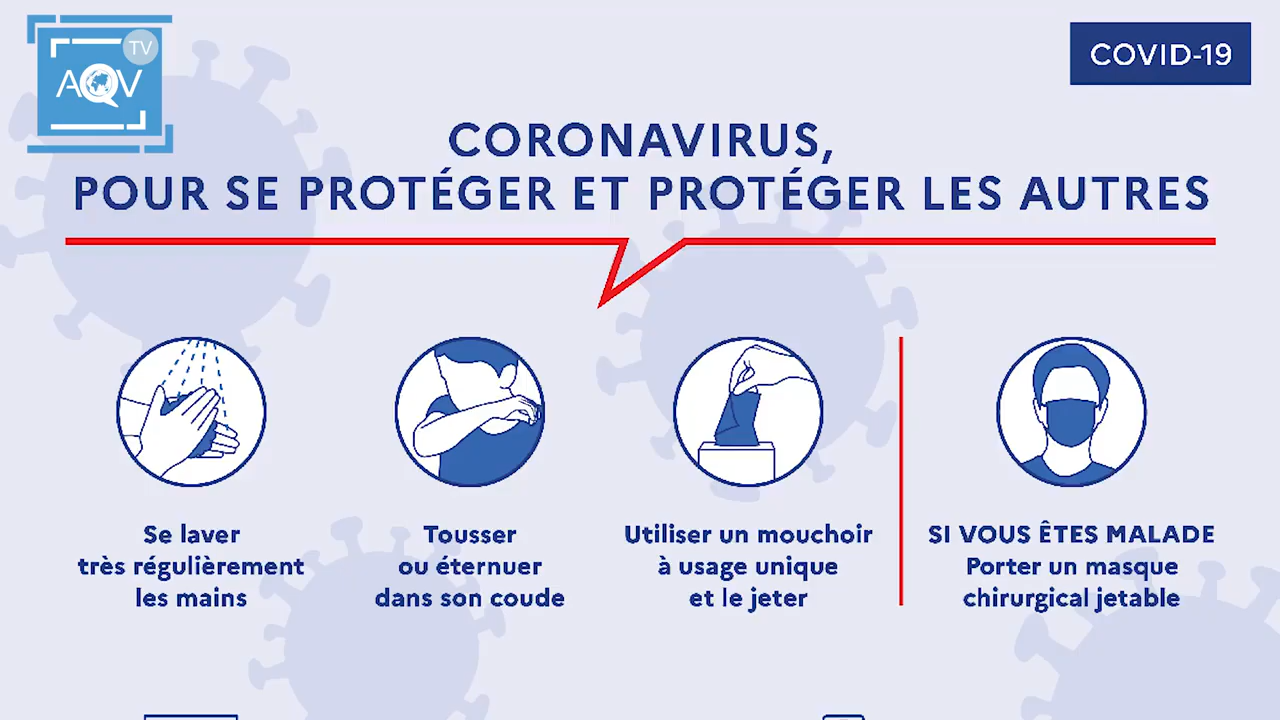 TV
AQV
COVID-19
CORONAVIRUS,
POUR SE PROTÉGER ET PROTÉGER LES AUTRES
Se laver
très régulièrement
les mains
Tousser
ou éternuer
dans son coude
Utiliser un mouchoir
à usage unique
et le jeter
SI VOUS ÊTES MALADE
Porter un masque
chirurgical jetable